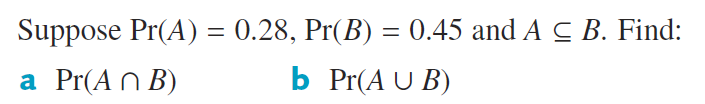 Suppose Pr(A) = 0.28, Pr(B) = 0.45 and A ⊆ B. Find:
a Pr(A ∩ B) b Pr(A ∪ B)